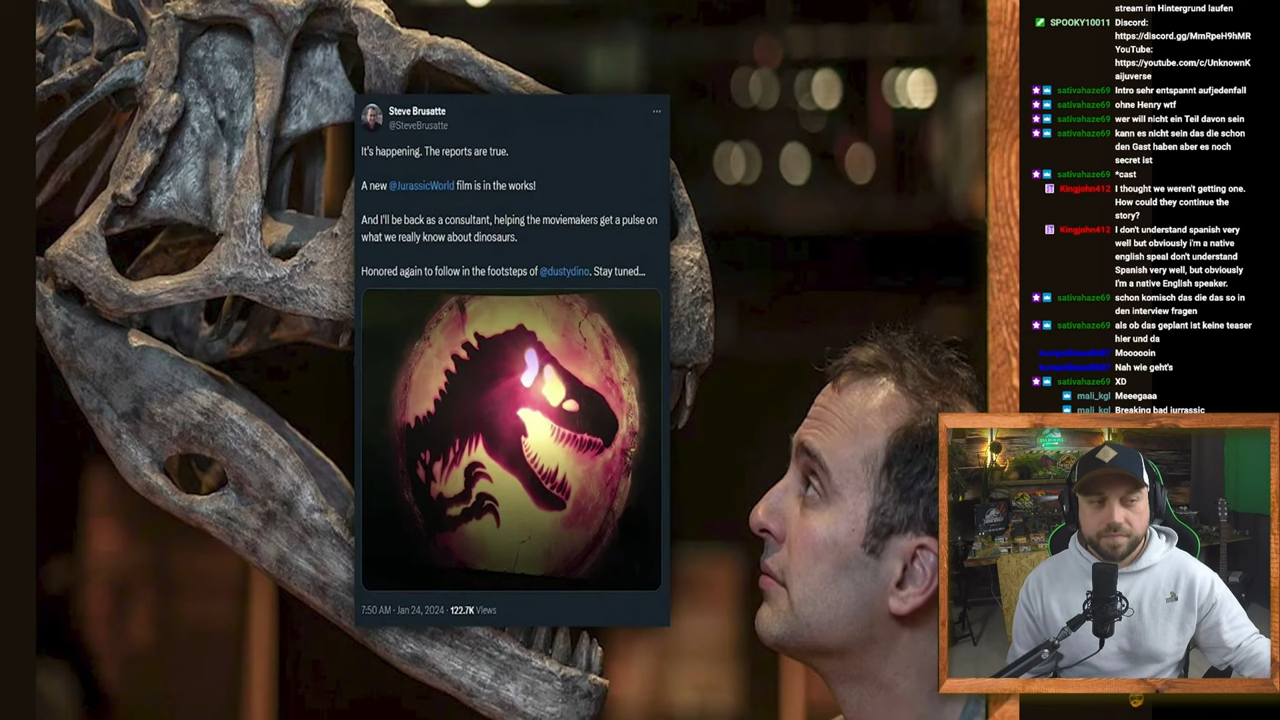 Steve Brusatte
@SteveBrusatte
It's happening. The reports are true.
A new @JurassicWorld film is in the works!
And I'll be back as a consultant, helping the moviemakers get a pulse on
what we really know about dinosaurs.
Honored again to follow in the footsteps of @dustydino. Stay tuned...
7:50 AM · Jan 24, 2024 · 122.7K Views
stream im Hintergrund laufen
SPOOKY10011 Discord:
https://discord.gg/MmRpeH9hMR
YouTube:
https://youtube.com/c/UnknownK
aijuverse
sativahaze69 Intro sehr entspannt aufjedenfall
sativahaze69 ohne Henry wtf
sativahaze69 wer will nicht ein Teil davon sein
sativahaze69 kann es nicht sein das die schon
den Gast haben aber es noch
secret ist
sativahaze69 *cast
Kingjohn412 I thought we weren't getting one.
How could they continue the
story?
Kingjohn412 I don't understand spanish very
well but obviously i'm a native
english speal don't understand
Spanish very well, but obviously
I'm a native English speaker.
sativahaze69 schon komisch das die das so in
den interview fragen
sativahaze69 als ob das geplant ist keine teaser
hier und da
Moooooin
Nah wie geht's
sativahaze69 XD
mali_kgl Meeegaaa
mali_kgl Breaking bad jurrassic